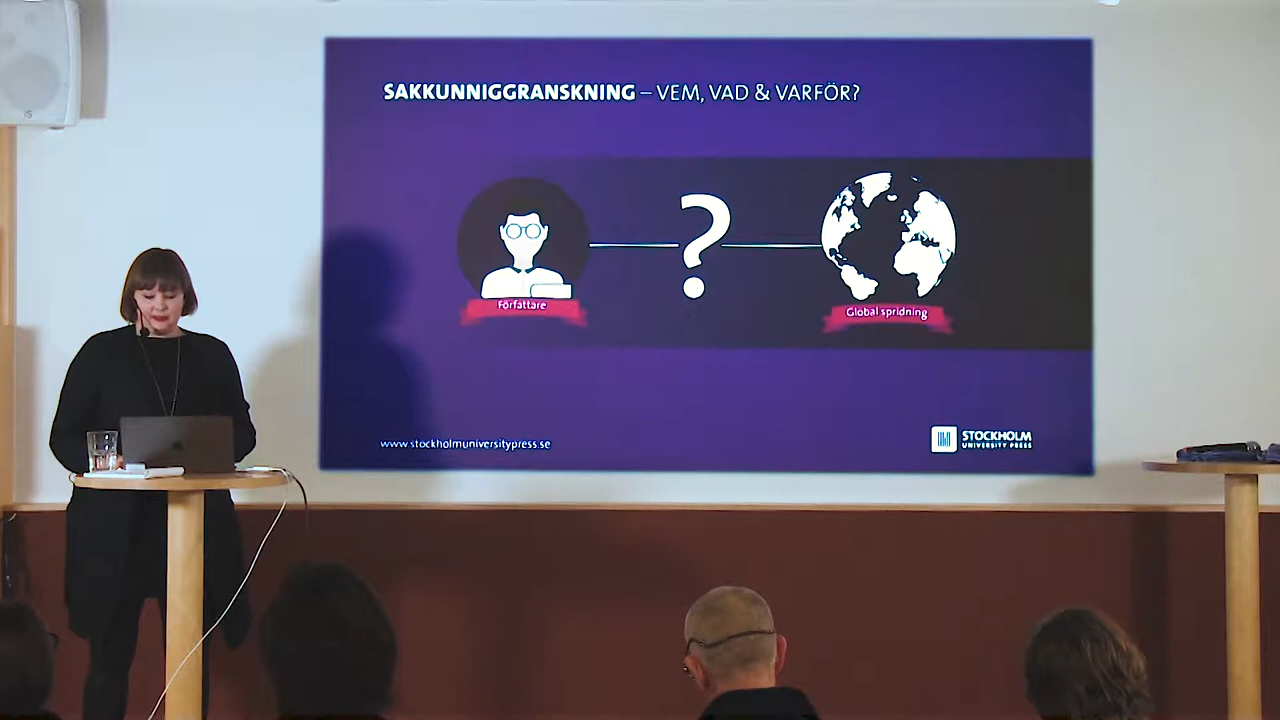 SAKKUNNIGGRANSKNING – VEM, VAD & VARFÖR?
?
Författare
Global spridning
www.stockholmuniversitypress.se
STOCKHOLM
UNIVERSITY PRESS